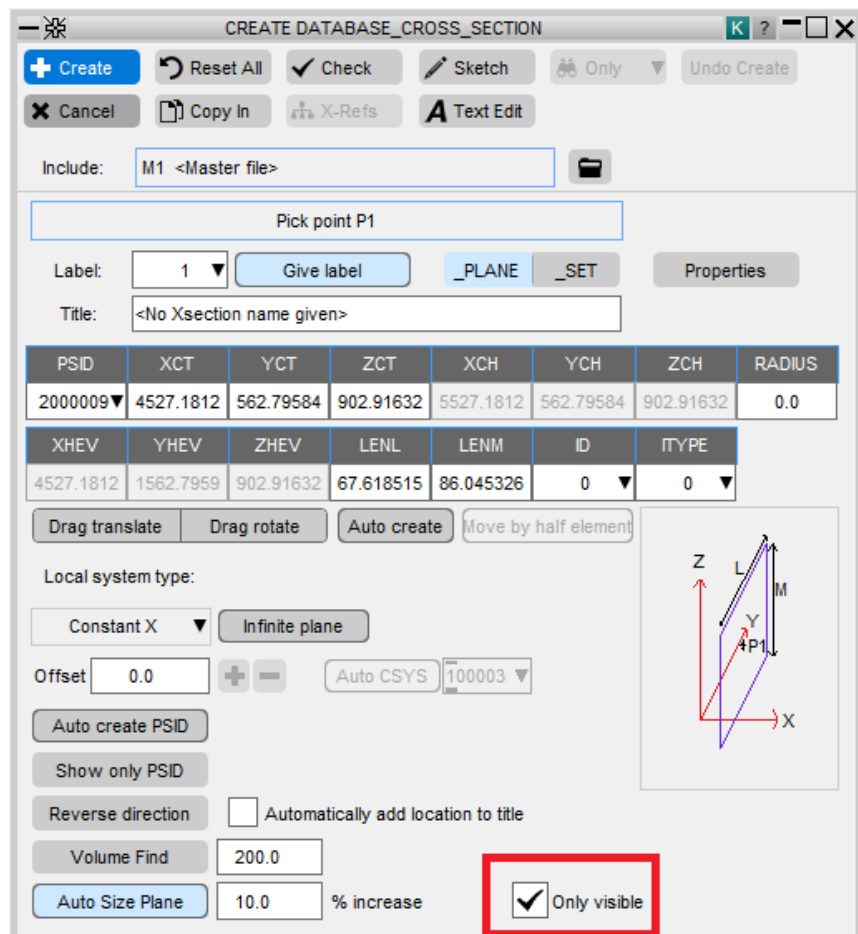 CREATE DATABASE_CROSS_SECTION K ?
Create Reset All Check Sketch Only Undo Create
Cancel Copy In X-Refs A Text Edit
Include: M1 <Master file>
Pick point P1
Label: 1 Give label _PLANE _SET Properties
Title: <No Xsection name given>
PSID XCT YCT ZCT XCH YCH ZCH RADIUS
2000009 4527.1812 562.79584 902.91632 5527.1812 562.79584 902.91632 0.0
XHEV YHEV ZHEV LENL LENM ID ITYPE
4527.1812 1562.7959 902.91632 67.618515 86.045326 0 0
Drag translate Drag rotate Auto create Move by half element
Local system type:
Constant X Infinite plane
Offset 0.0 Auto CSYS 100003
Auto create PSID
Show only PSID
Reverse direction Automatically add location to title
Volume Find 200.0
Auto Size Plane 10.0 % increase Only visible
Z L
M
Y
P1
X